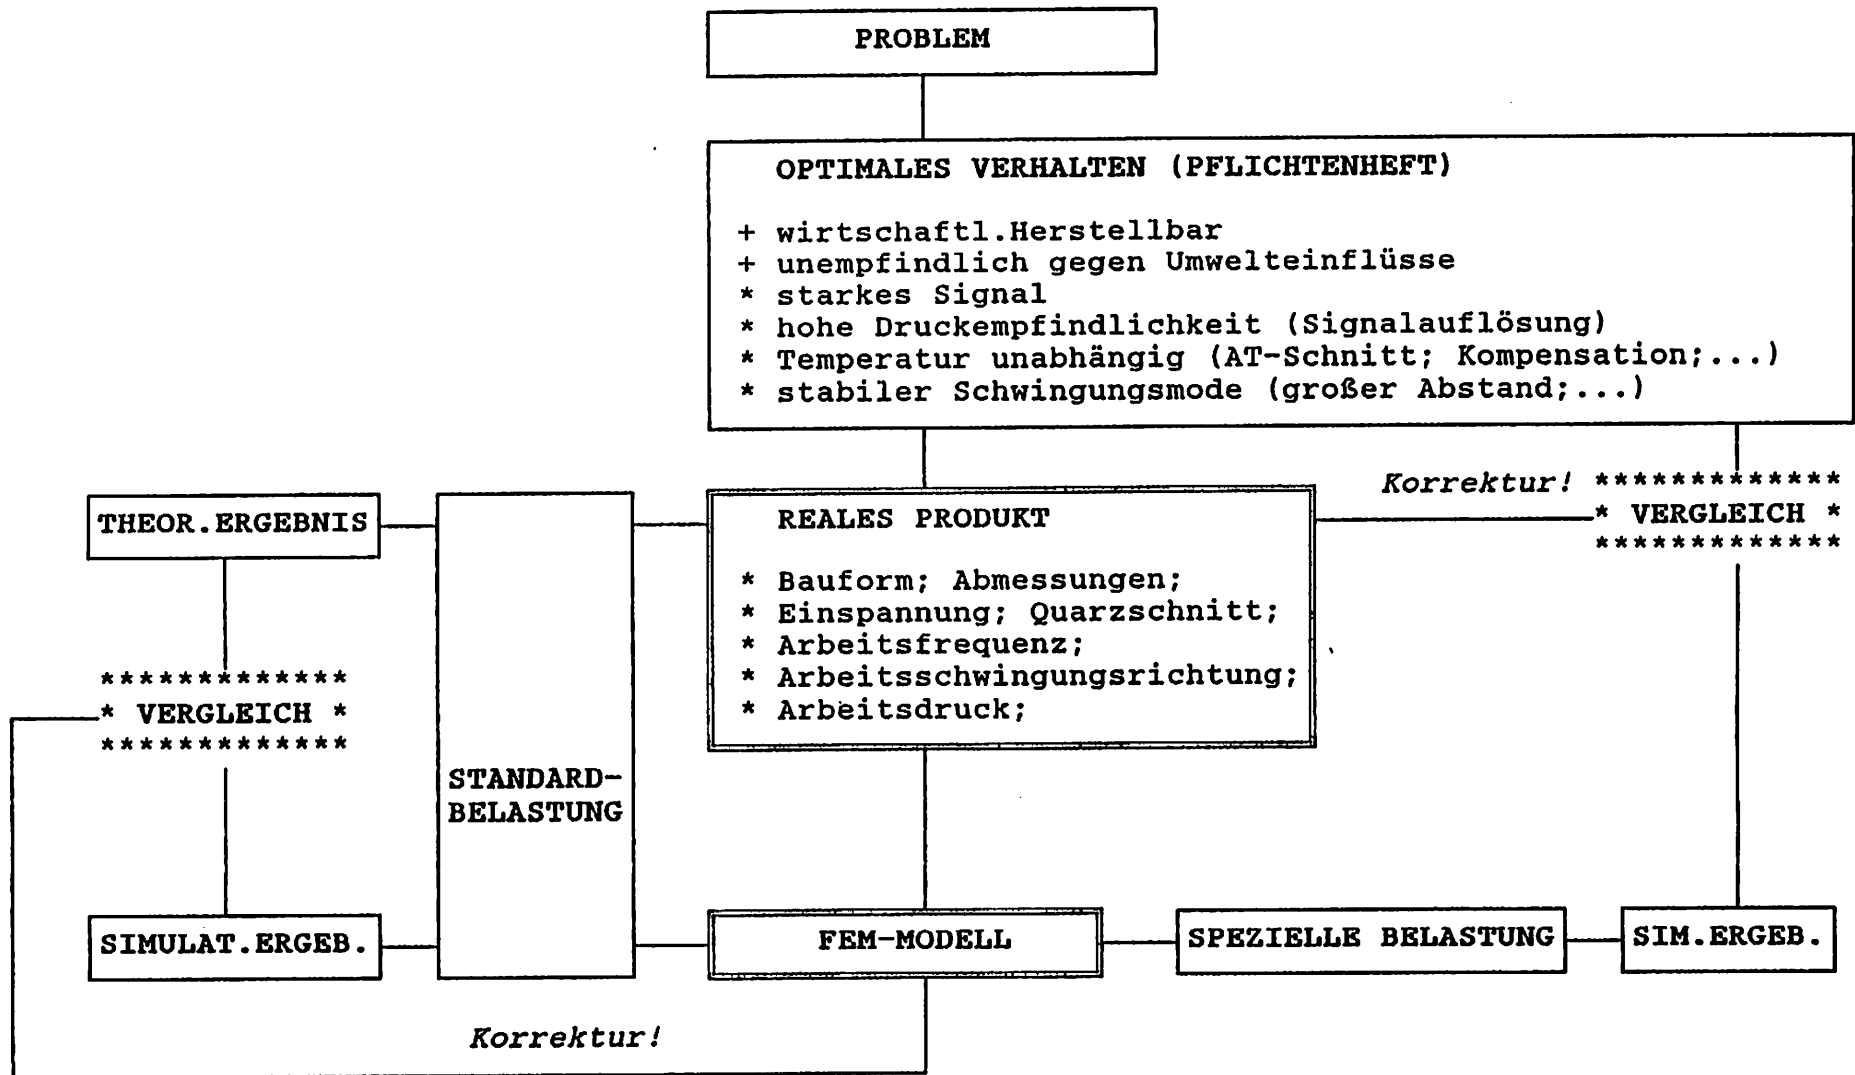 PROBLEM
OPTIMALES VERHALTEN (PFLICHTENHEFT)
+ wirtschaftl.Herstellbar
+ unempfindlich gegen Umwelteinflüsse
* starkes Signal
* hohe Druckempfindlichkeit (Signalauflösung)
* Temperatur unabhängig (AT-Schnitt; Kompensation;...)
* stabiler Schwingungsmode (großer Abstand;...)
THEOR.ERGEBNIS
*************
* VERGLEICH *
*************
SIMULAT.ERGEB.
STANDARD-
BELASTUNG
REALES PRODUKT
* Bauform; Abmessungen;
* Einspannung; Quarzschnitt;
* Arbeitsfrequenz;
* Arbeitsschwingungsrichtung;
* Arbeitsdruck;
Korrektur! *************
* VERGLEICH *
*************
FEM-MODELL
SPEZIELLE BELASTUNG
SIM.ERGEB.
Korrektur!